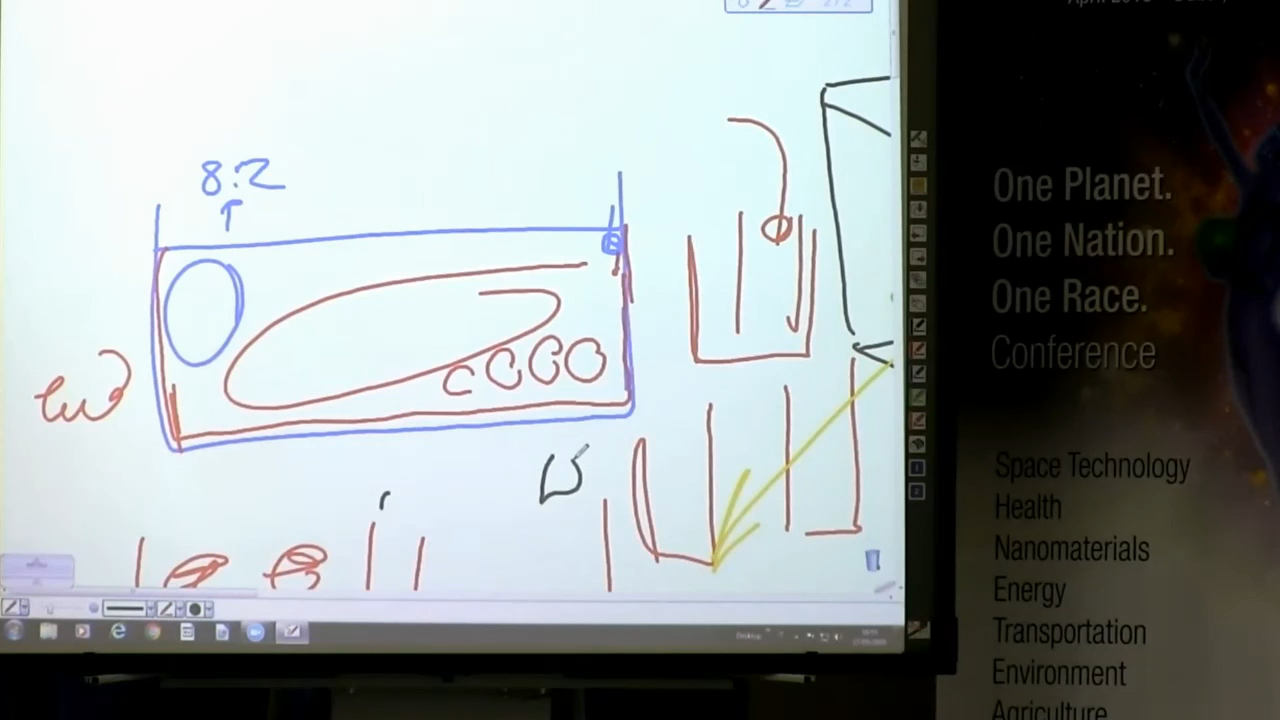 8:2
One Planet.
One Nation.
One Race.
Conference
Space Technology
Health
Nanomaterials
Energy
Transportation
Environment
Agriculture